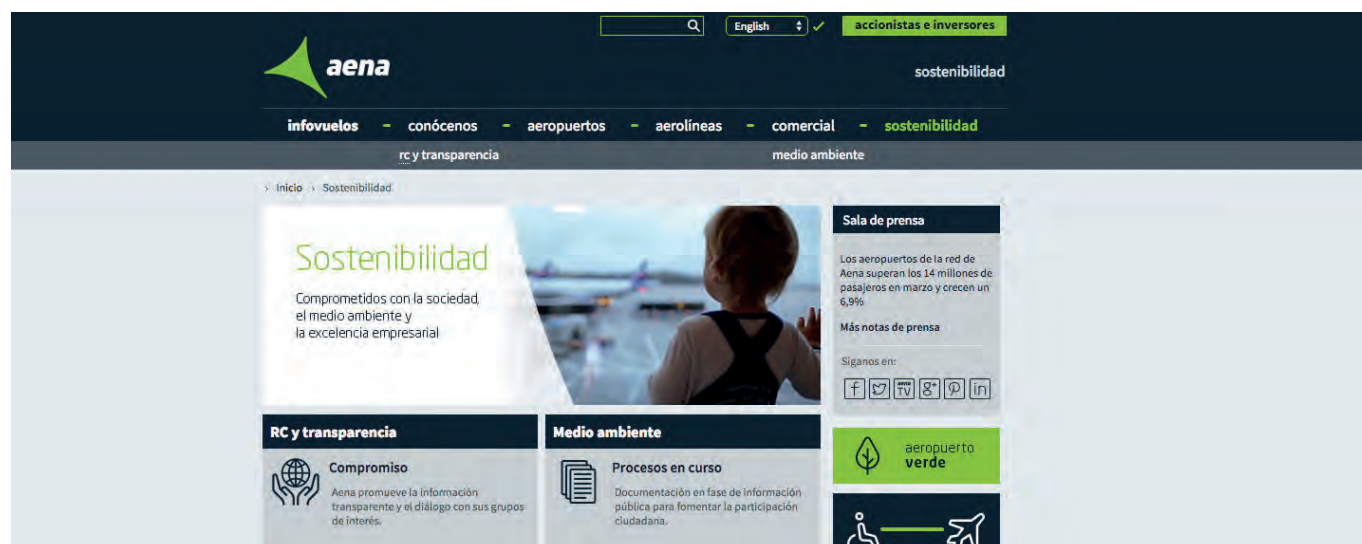 English
accionistas e inversores
aena
sostenibilidad
infovuelos - conócenos - aeropuertos - aerolíneas - comercial - sostenibilidad
rc y transparencia
medio ambiente
› Inicio › Sostenibilidad
Sostenibilidad
Comprometidos con la sociedad,
el medio ambiente y
la excelencia empresarial
Sala de prensa
Los aeropuertos de la red de
Aena superan los 14 millones de
pasajeros en marzo y crecen un
6,9%
Más notas de prensa
Síganos en:
f
aena
TV
g+
in
RC y transparencia
Compromiso
Aena promueve la información
transparente y el diálogo con sus grupos
de interés.
Medio ambiente
Procesos en curso
Documentación en fase de información
pública para fomentar la participación
ciudadana.
aeropuerto
verde